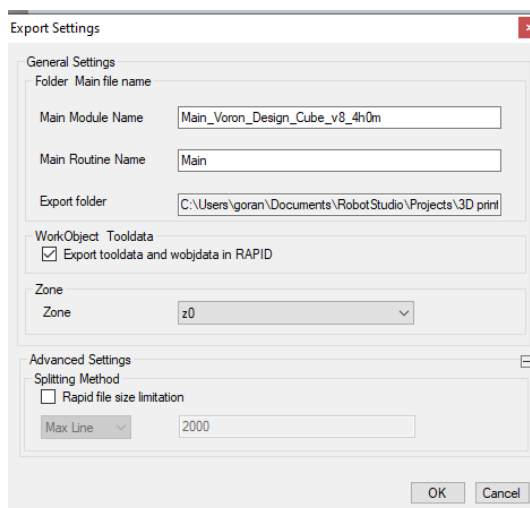 Export Settings
General Settings
Folder Main file name
Main Module Name Main_Voron_Design_Cube_v8_4h0m
Main Routine Name Main
Export folder C:\Users\goran\Documents\RobotStudio\Projects\3D print
WorkObject Tooldata
Export tooldata and wobjdata in RAPID
Zone
Zone z0
Advanced Settings
Splitting Method
Rapid file size limitation
Max Line 2000
OK Cancel